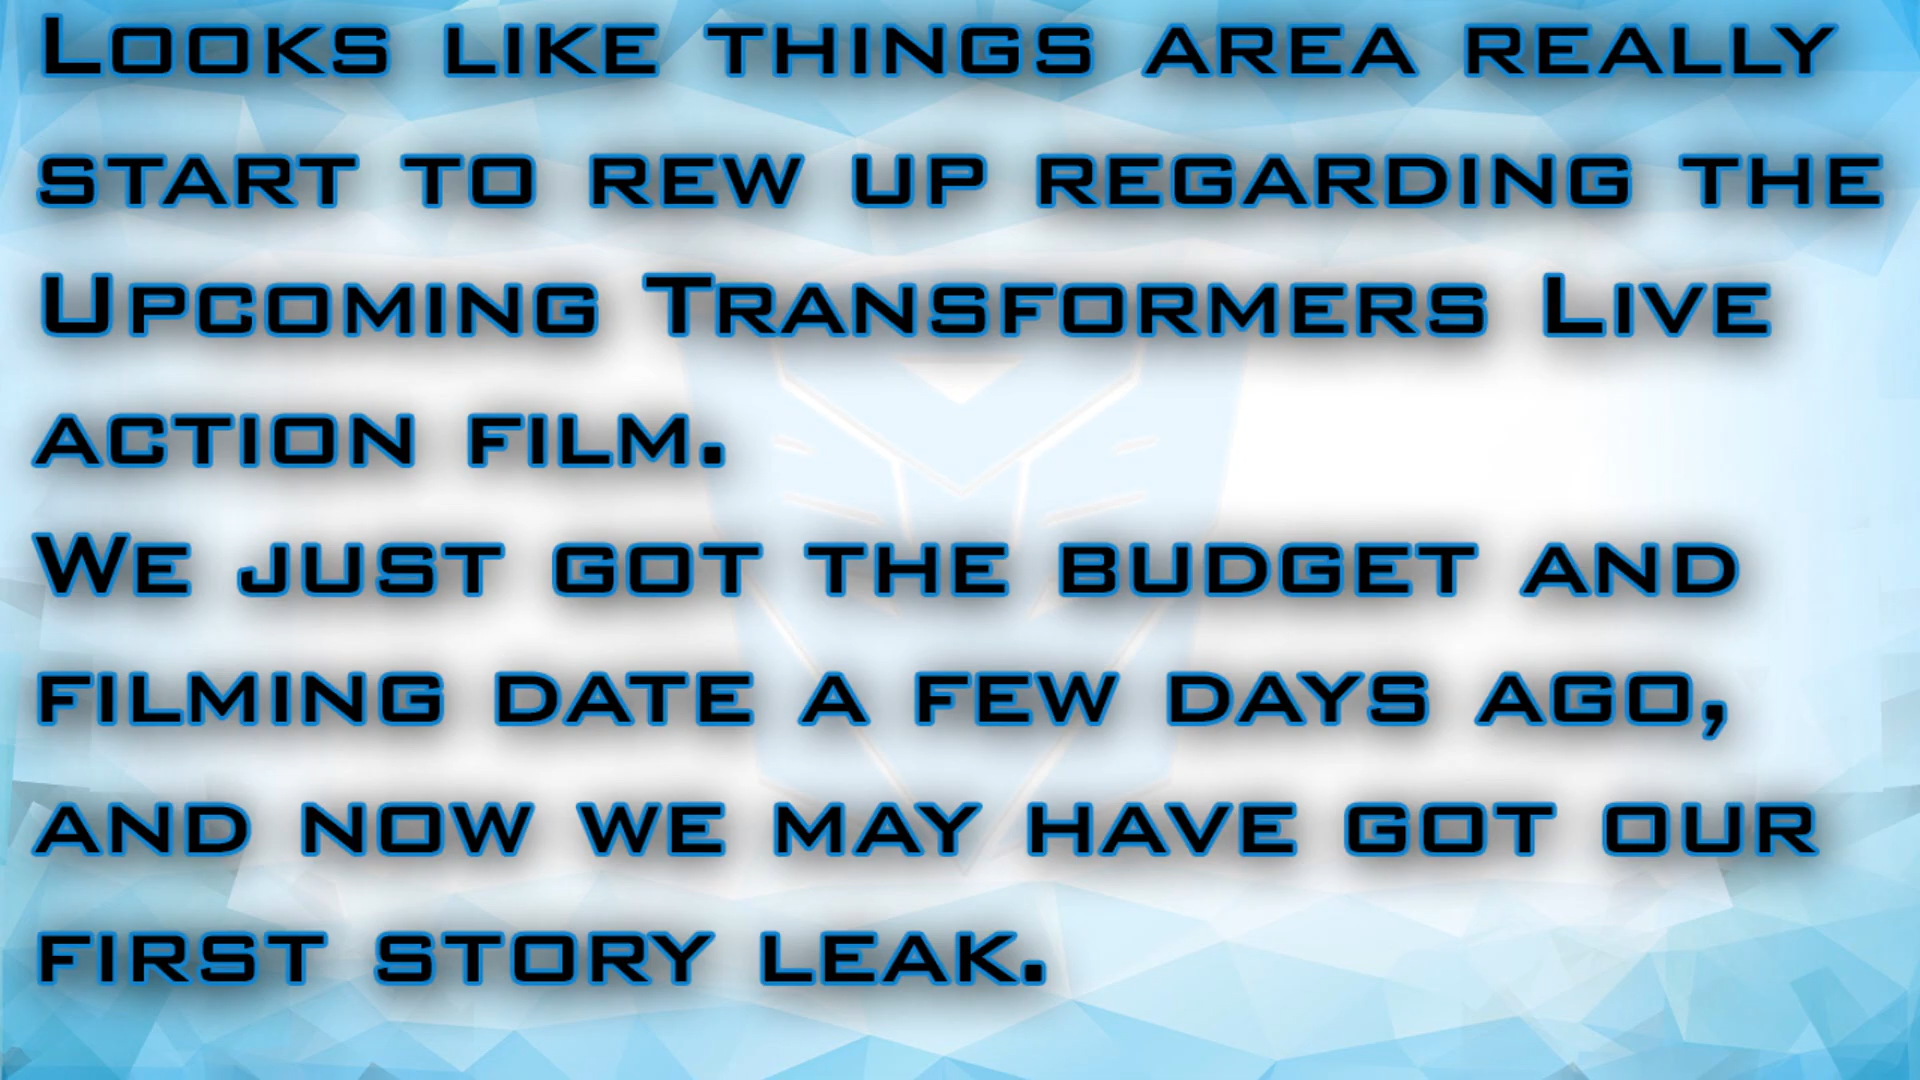 Looks like things area really
start to rew up regarding the
Upcoming Transformers Live
action film.
We just got the budget and
filming date a few days ago,
and now we may have got our
first story leak.